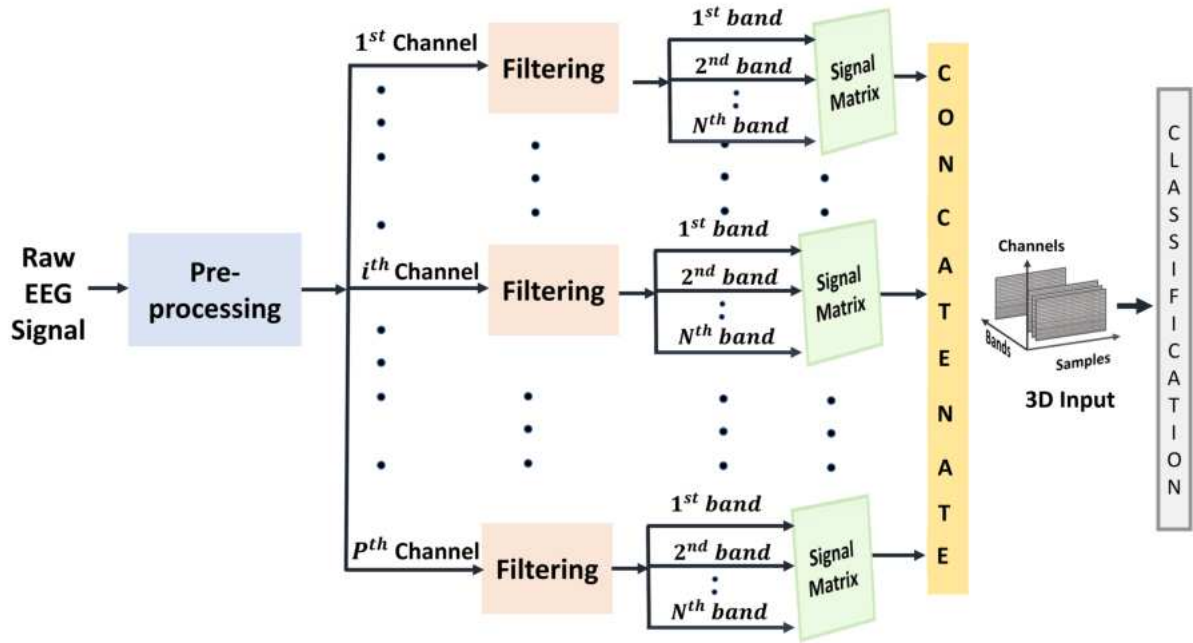 Raw
EEG
Signal
Pre-
processing
1st Channel
Filtering
1st band
2nd band
Nth band
Signal
Matrix
ith Channel
Filtering
1st band
2nd band
Nth band
Signal
Matrix
Pth Channel
Filtering
1st band
2nd band
Nth band
Signal
Matrix
CONCATENATE
Channels
Bands
Samples
3D Input
CLASSIFICATION